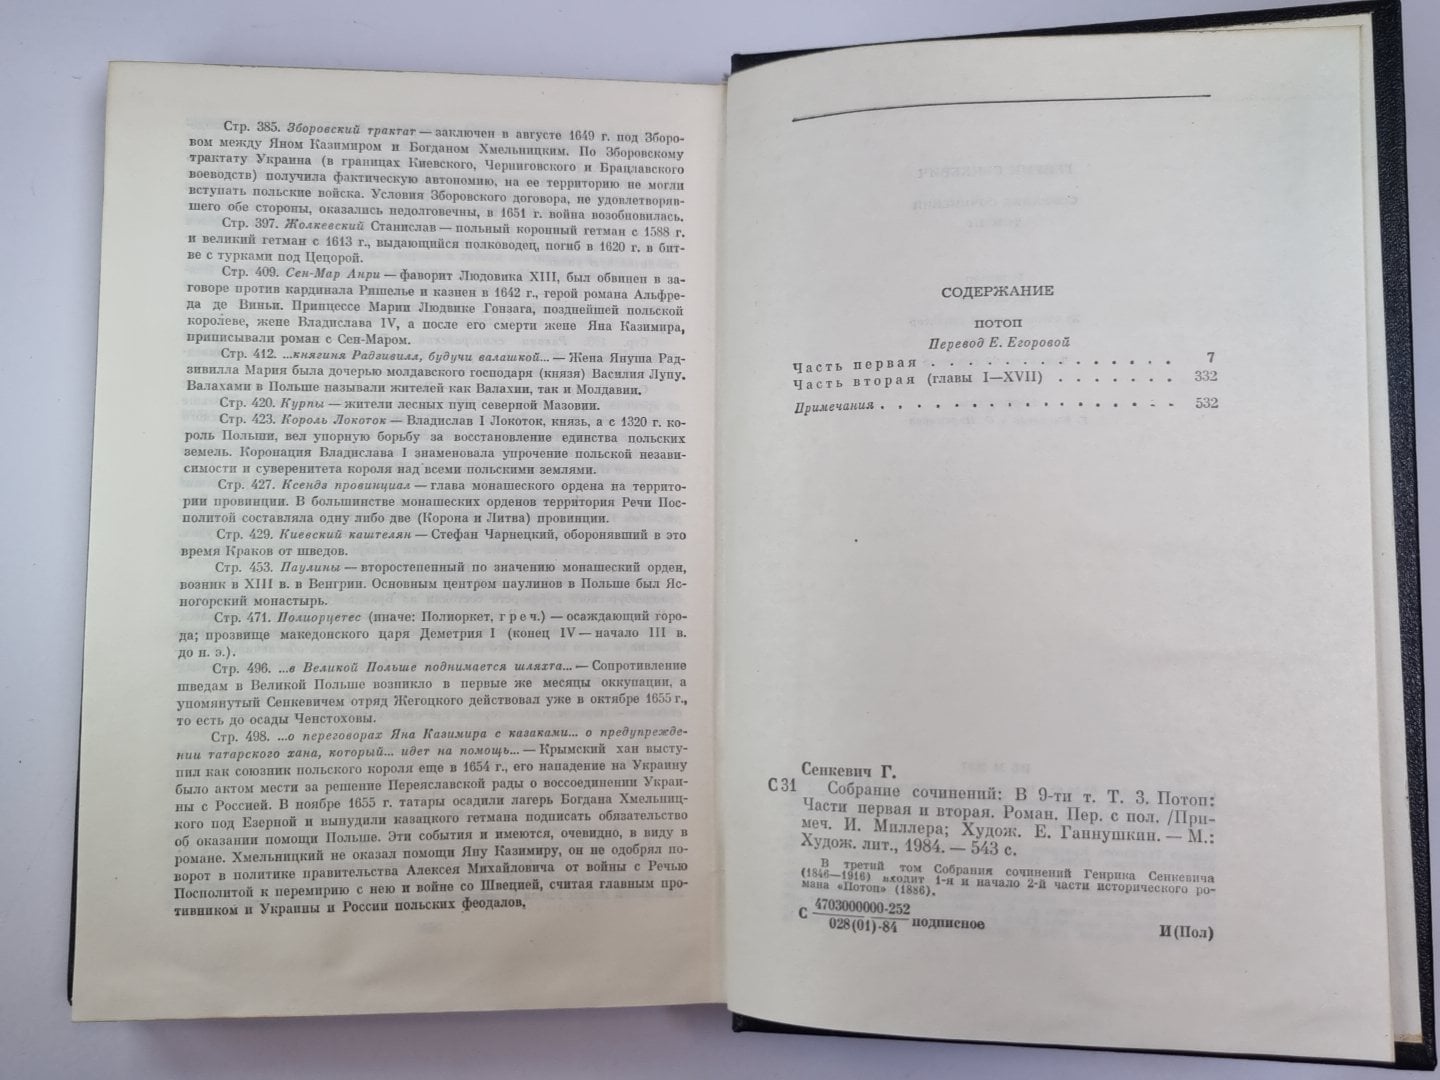 Стр. 385. Зборовский трактат — заключен в августе 1649 г. под Зборо-
вом между Яном Казимиром и Богданом Хмельницким. По Зборовскому
трактату Украина (в границах Киевского, Черниговского и Брацлавского
воеводств) получила фактическую автономию, на ее территорию не могли
вступать польские войска. Условия Зборовского договора, не удовлетворяв-
шего обе стороны, оказались недолговечны, в 1651 г. война возобновилась.
Стр. 397. Жолкевский Станислав — польный коронный гетман с 1588 г.
и великий гетман с 1613 г., выдающийся полководец, погиб в 1620 г. в бит-
ве с турками под Цецорой.
Стр. 409. Сен-Мар Анри — фаворит Людовика XIII, был обвинен в за-
говоре против кардинала Ришелье и казнен в 1642 г., герой романа Альфре-
да де Виньи. Принцессе Марии Людвике Гонзага, позднейшей польской
королеве, жене Владислава IV, а после его смерти жене Яна Казимира,
приписывали роман с Сен-Маром.
Стр. 412. ...княгиня Радзивилл, будучи валашкой... — Жена Януша Рад-
зивилла Мария была дочерью молдавского господаря (князя) Василия Лупу.
Валахами в Польше называли жителей как Валахии, так и Молдавии.
Стр. 420. Курпы — жители лесных пущ северной Мазовии.
Стр. 423. Король Локоток — Владислав I Локоток, князь, а с 1320 г. ко-
роль Польши, вел упорную борьбу за восстановление единства польских
земель. Коронация Владислава I знаменовала упрочение польской незави-
симости и суверенитета короля над всеми польскими землями.
Стр. 427. Ксендз провинциал — глава монашеского ордена на террито-
рии провинции. В большинстве монашеских орденов территория Речи Пос-
политой составляла одну либо две (Корона и Литва) провинции.
Стр. 429. Киевский каштелян — Стефан Чарнецкий, оборонявший в это
время Краков от шведов.
Стр. 453. Паулины — второстепенный по значению монашеский орден,
возник в XIII в. в Венгрии. Основным центром паулинов в Польше был Яс-
ногорский монастырь.
Стр. 471. Полиорцетес (иначе: Полиоркет, греч.) — осаждающий горо-
да; прозвище македонского царя Деметрия I (конец IV — начало III в.
до н. э.).
Стр. 496. ...в Великой Польше поднимается шляхта... — Сопротивление
шведам в Великой Польше возникло в первые же месяцы оккупации, а
упомянутый Сенкевичем отряд Жегоцкого действовал уже в октябре 1655 г.,
то есть до осады Ченстоховы.
Стр. 498. ...о переговорах Яна Казимира с казаками... о предупрежде-
нии татарского хана, который... идет на помощь... — Крымский хан высту-
пил как союзник польского короля еще в 1654 г., его нападение на Украину
было актом мести за решение Переяславской рады о воссоединении Украи-
ны с Россией. В ноябре 1655 г. татары осадили лагерь Богдана Хмельниц-
кого под Езерной и вынудили казацкого гетмана подписать обязательство
об оказании помощи Польше. Эти события и имеются, очевидно, в виду в
романе. Хмельницкий не оказал помощи Яну Казимиру, он не одобрял по-
ворот в политике правительства Алексея Михайловича от войны с Речью
Посполитой к перемирию с нею и войне со Швецией, считая главным про-
тивником и Украины и России польских феодалов.
СОДЕРЖАНИЕ
ПОТОП
Перевод Е. Егоровой
Часть первая . . . . . . . . . . . . . . 7
Часть вторая (главы I—XVII) . . . . . . . 332
Примечания . . . . . . . . . . . . . . . . . 532
Сенкевич Г.
С31 Собрание сочинений: В 9-ти т. Т. 3. Потоп:
Части первая и вторая. Роман. Пер. с пол. /При-
меч. И. Миллера; Худож. Е. Ганнушкин. — М.:
Худож. лит., 1984. — 543 с.
В третий том Собрания сочинений Генрика Сенкевича
(1846—1916) входит 1-я и начало 2-й части исторического ро-
мана «Потоп» (1886).
С 4703000000-252
028(01)-84 подписное
И(Пол)